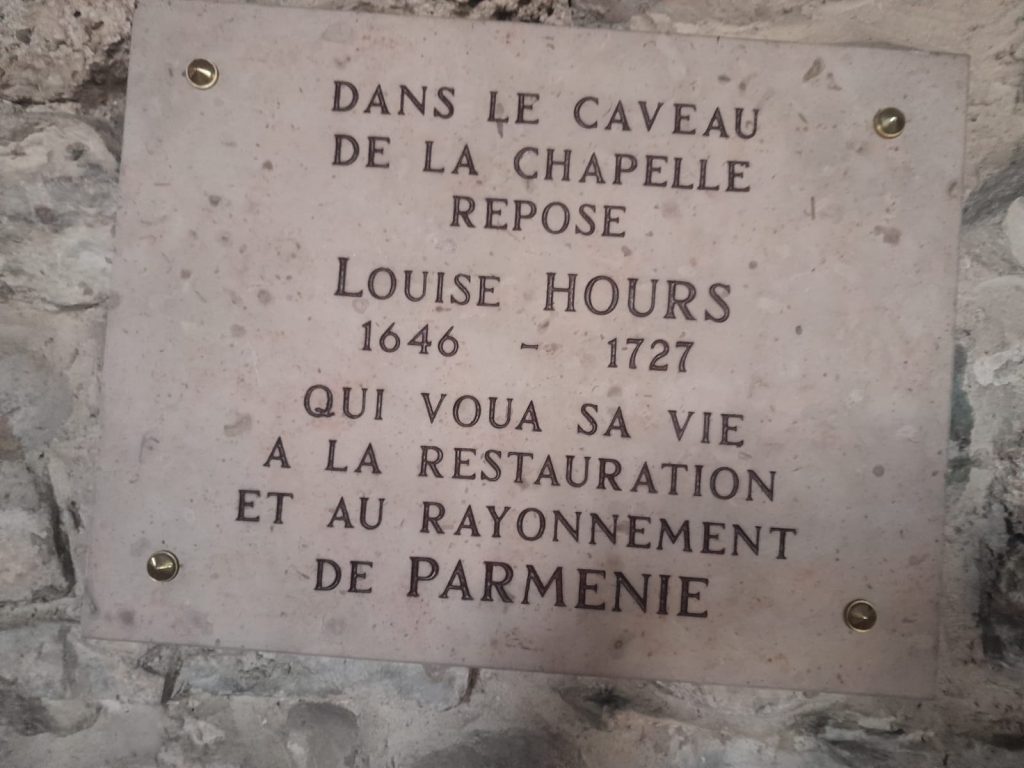 DANS LE CAVEAU
DE LA CHAPELLE
REPOSE
LOUISE HOURS
1646 - 1727
QUI VOUA SA VIE
A LA RESTAURATION
ET AU RAYONNEMENT
DE PARMENIE